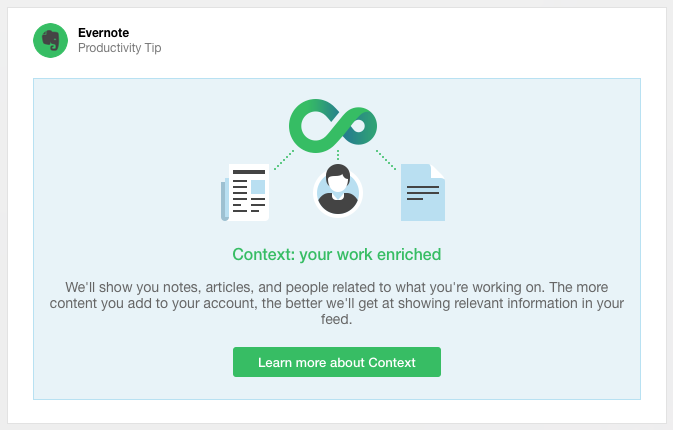 Evernote
Productivity Tip
Context: your work enriched
We'll show you notes, articles, and people related to what you're working on. The more
content you add to your account, the better we'll get at showing relevant information in your
feed.
Learn more about Context